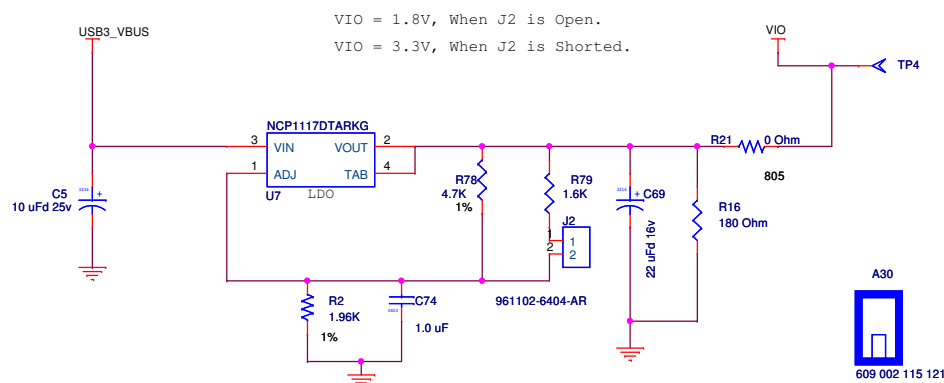 VIO = 1.8V, When J2 is Open.
USB3_VBUS
VIO
VIO = 3.3V, When J2 is Shorted.
TP4
NCP1117DTARKG
3 VIN VOUT 2
R21 0 Ohm
1 ADJ TAB 4
U7 LDO
805
R78
4.7K
1%
R79
1.6K
C5
10 uFd 25v
3216
+
3216
+ C69
22 uFd 16v
R16
180 Ohm
J2
1 1
2 2
961102-6404-AR
R2
1.96K
1%
C74
0603
1.0 uF
A30
609 002 115 121